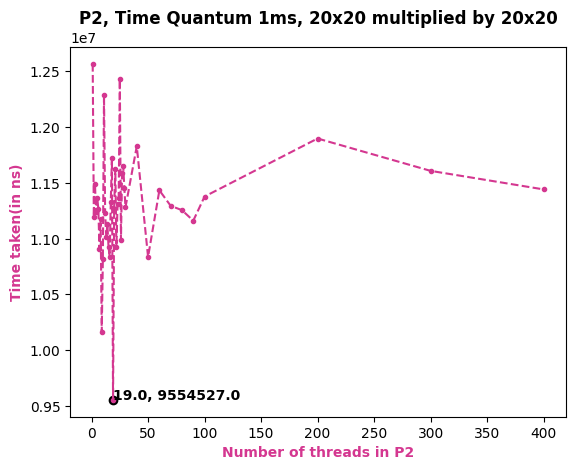 P2, Time Quantum 1ms, 20x20 multiplied by 20x20
1e7
1.25
1.20
1.15
1.10
1.05
1.00
0.95
Time taken(in ns)
19.0, 9554527.0
0 50 100 150 200 250 300 350 400
Number of threads in P2